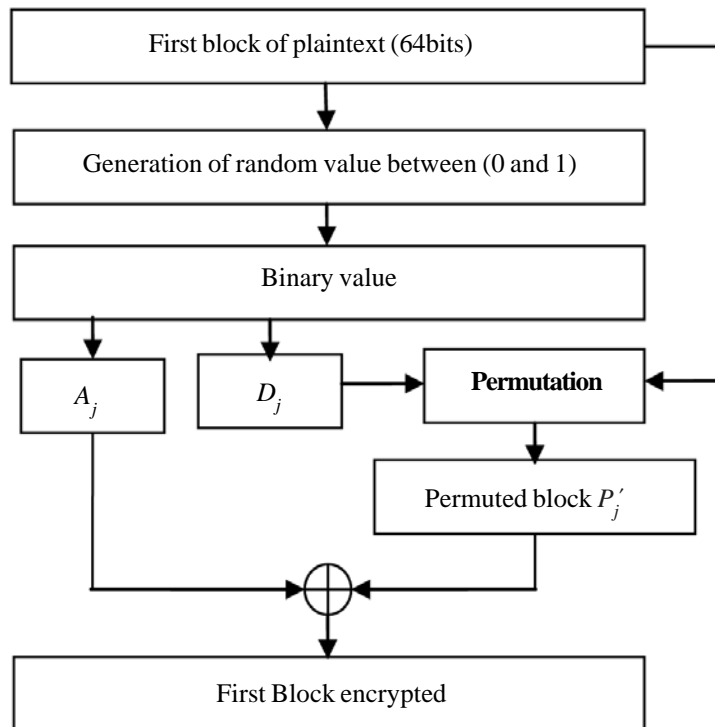 First block of plaintext (64bits)
Generation of random value between (0 and 1)
Binary value
A_j
D_j
Permutation
Permuted block P_j′
First Block encrypted